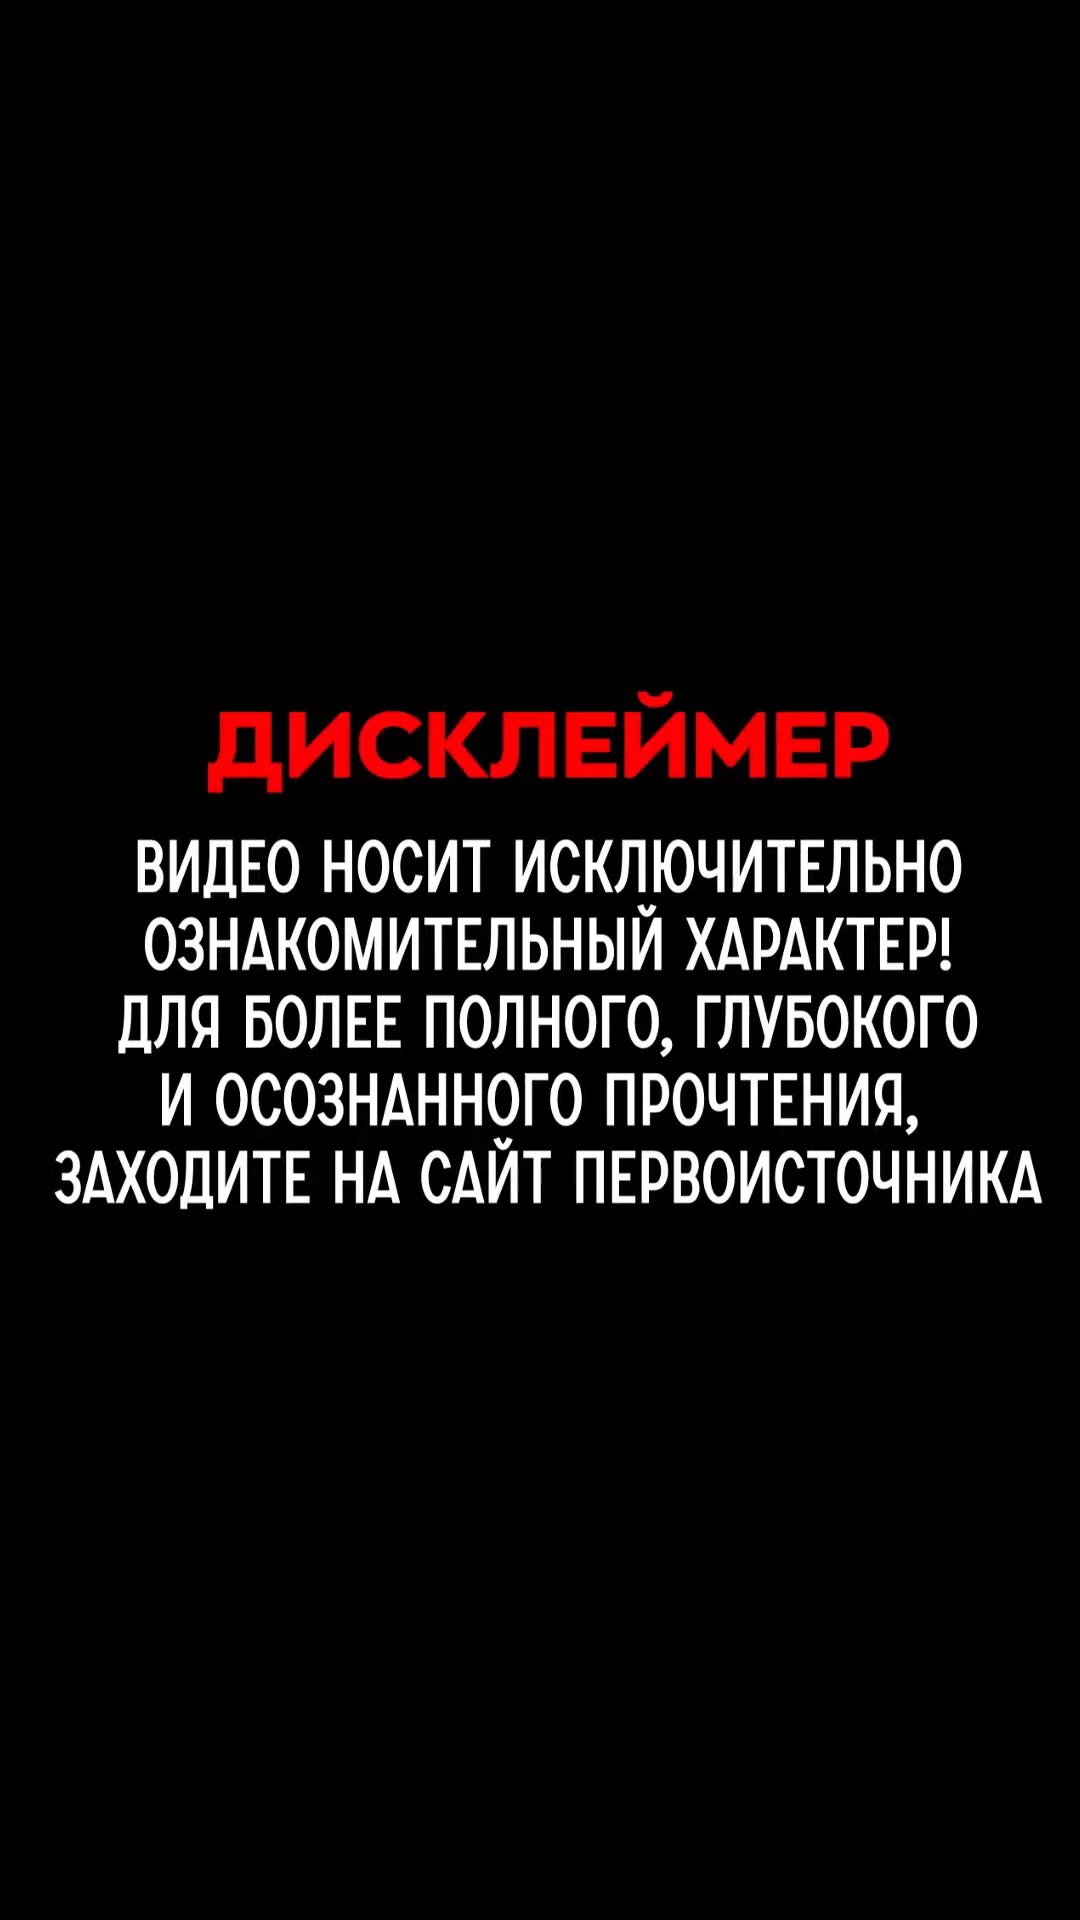 ДИСКЛЕЙМЕР
ВИДЕО НОСИТ ИСКЛЮЧИТЕЛЬНО
ОЗНАКОМИТЕЛЬНЫЙ ХАРАКТЕР!
ДЛЯ БОЛЕЕ ПОЛНОГО, ГЛУБОКОГО
И ОСОЗНАННОГО ПРОЧТЕНИЯ,
ЗАХОДИТЕ НА САЙТ ПЕРВОИСТОЧНИКА